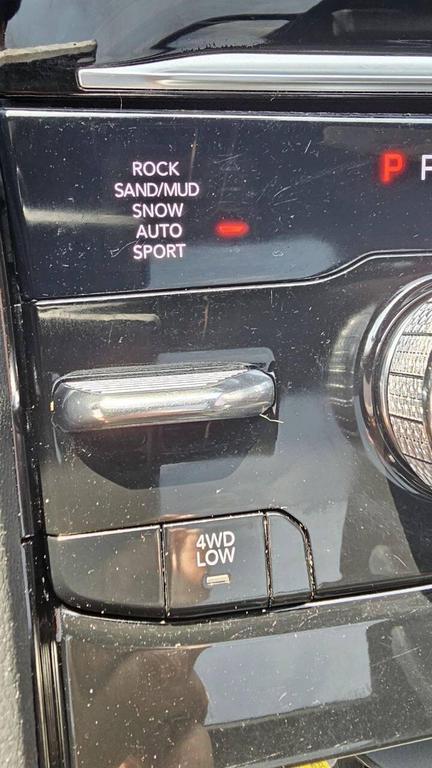 ROCK
SAND/MUD
SNOW
AUTO
SPORT
P
4WD
LOW